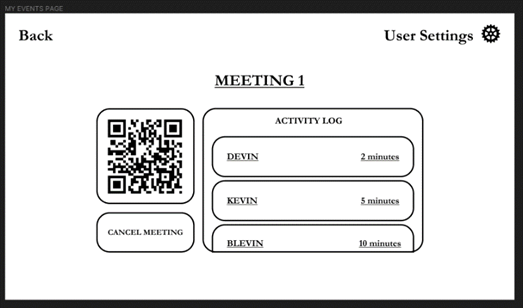 MY EVENTS PAGE
Back
User Settings
MEETING 1
ACTIVITY LOG
DEVIN 2 minutes
KEVIN 5 minutes
CANCEL MEETING
BLEVIN 10 minutes